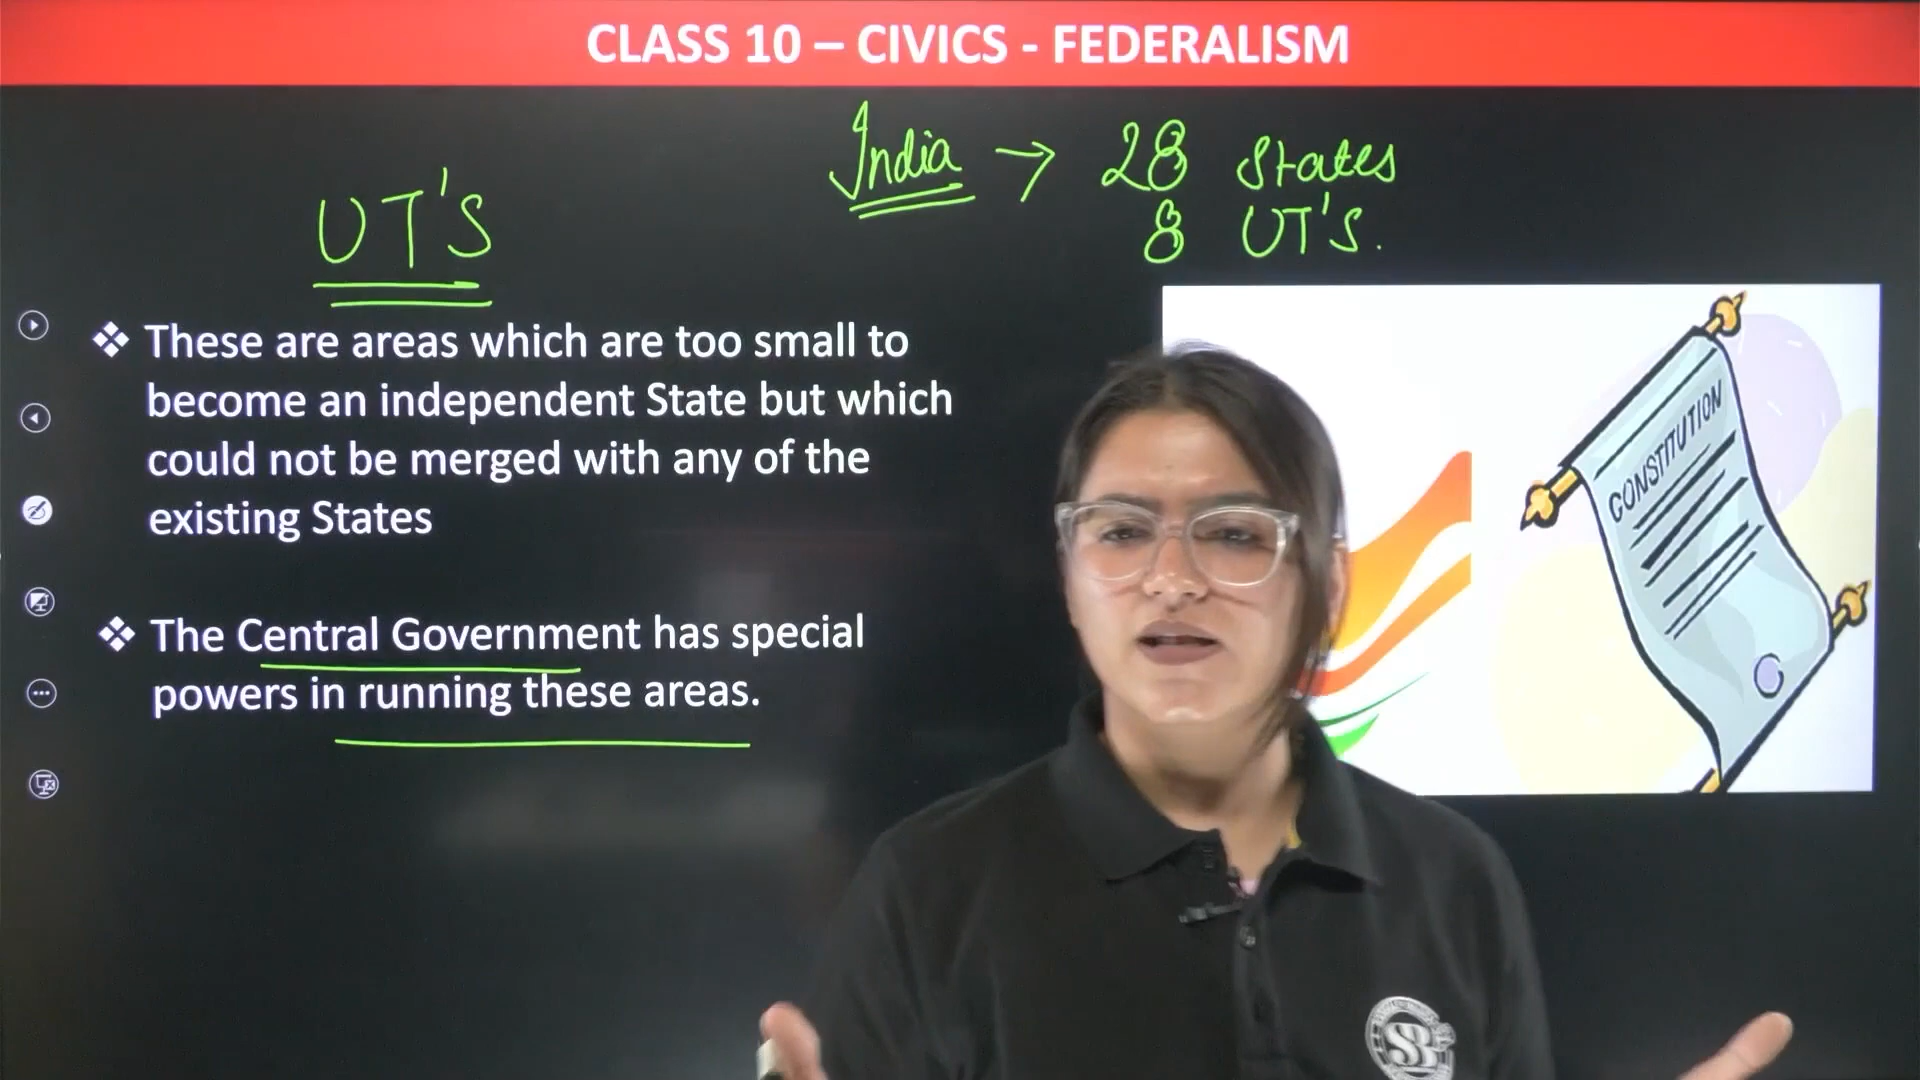 CLASS 10 – CIVICS - FEDERALISM
India → 28 States
8 UT'S.
UT'S
❖ These are areas which are too small to
become an independent State but which
could not be merged with any of the
existing States
❖ The Central Government has special
powers in running these areas.
CONSTITUTION
SB